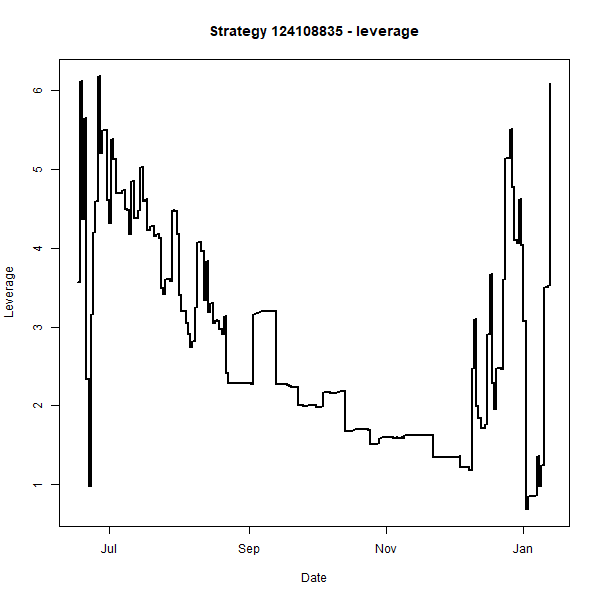 Strategy 124108835 - leverage
Leverage
6
5
4
3
2
1
Jul
Sep
Nov
Jan
Date